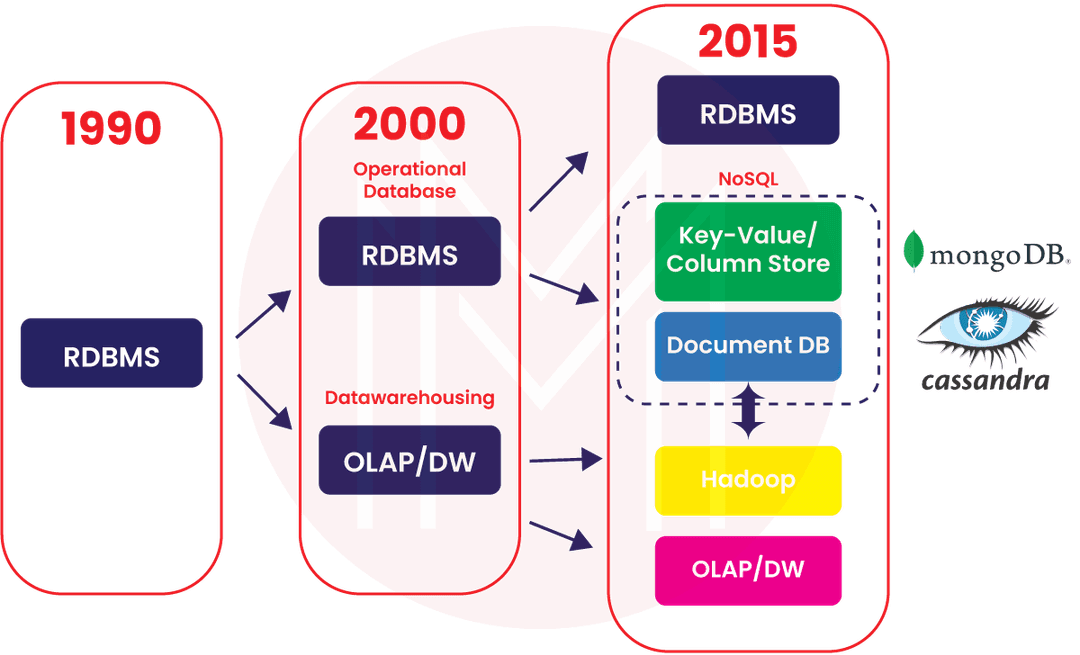 1990
RDBMS
2000
Operational
Database
RDBMS
Datawarehousing
OLAP/DW
2015
RDBMS
NoSQL
Key-Value/
Column Store
Document DB
Hadoop
OLAP/DW
mongoDB®
cassandra